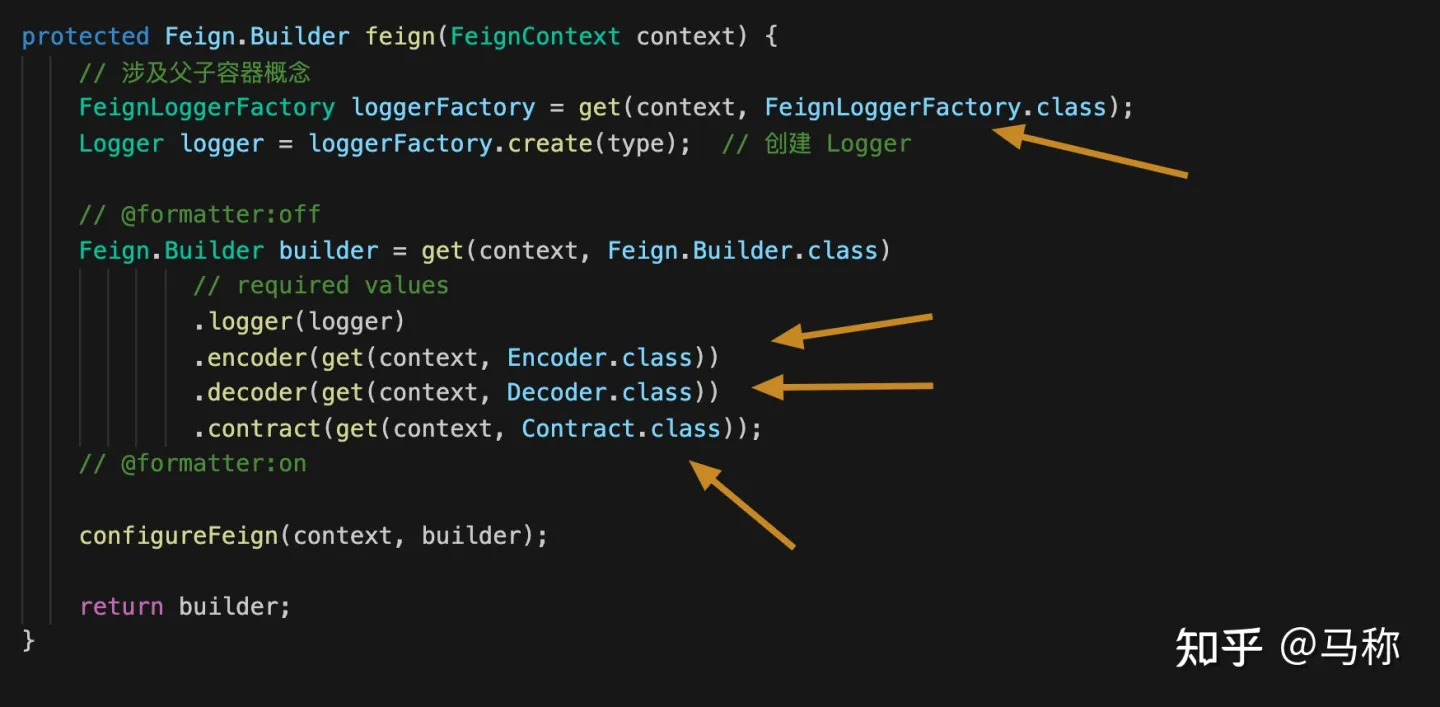 protected Feign.Builder feign(FeignContext context) {
// 涉及父子容器概念
FeignLoggerFactory loggerFactory = get(context, FeignLoggerFactory.class);
Logger logger = loggerFactory.create(type);  // 创建 Logger
// @formatter:off
Feign.Builder builder = get(context, Feign.Builder.class)
// required values
.logger(logger)
.encoder(get(context, Encoder.class))
.decoder(get(context, Decoder.class))
.contract(get(context, Contract.class));
// @formatter:on
configureFeign(context, builder);
return builder;
}
知乎 @马称